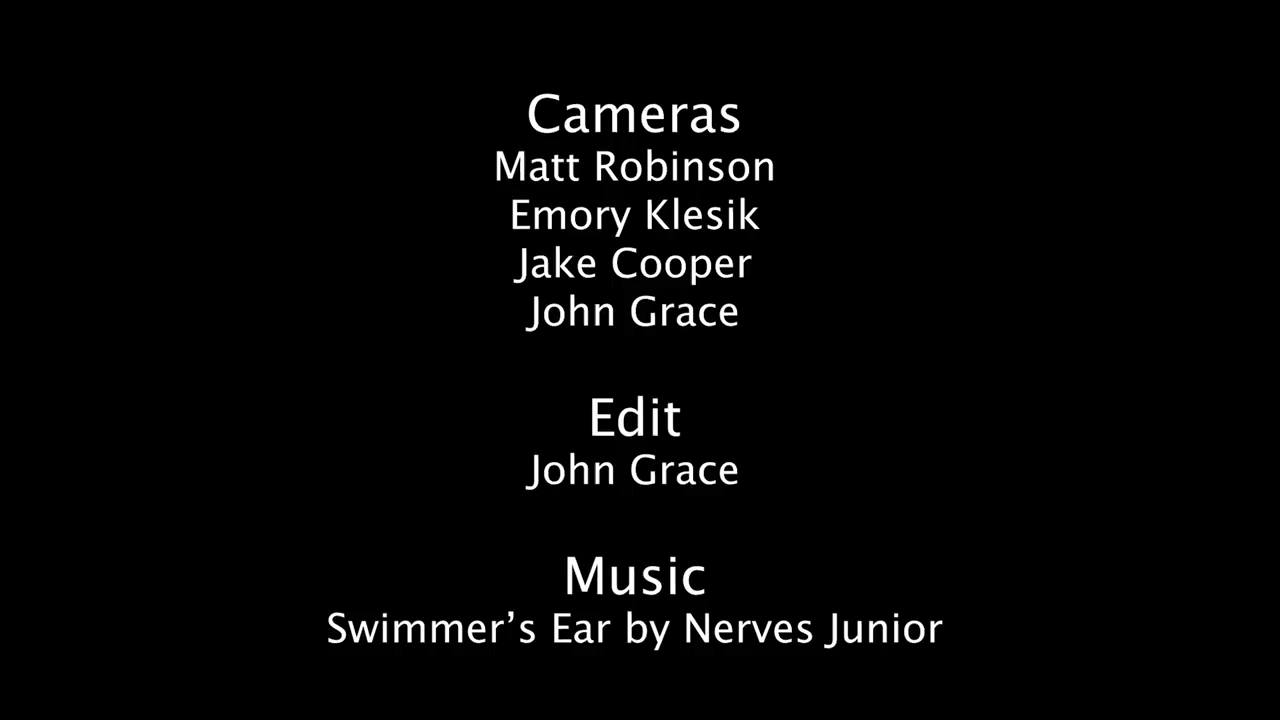 Cameras
Matt Robinson
Emory Klesik
Jake Cooper
John Grace
Edit
John Grace
Music
Swimmer’s Ear by Nerves Junior